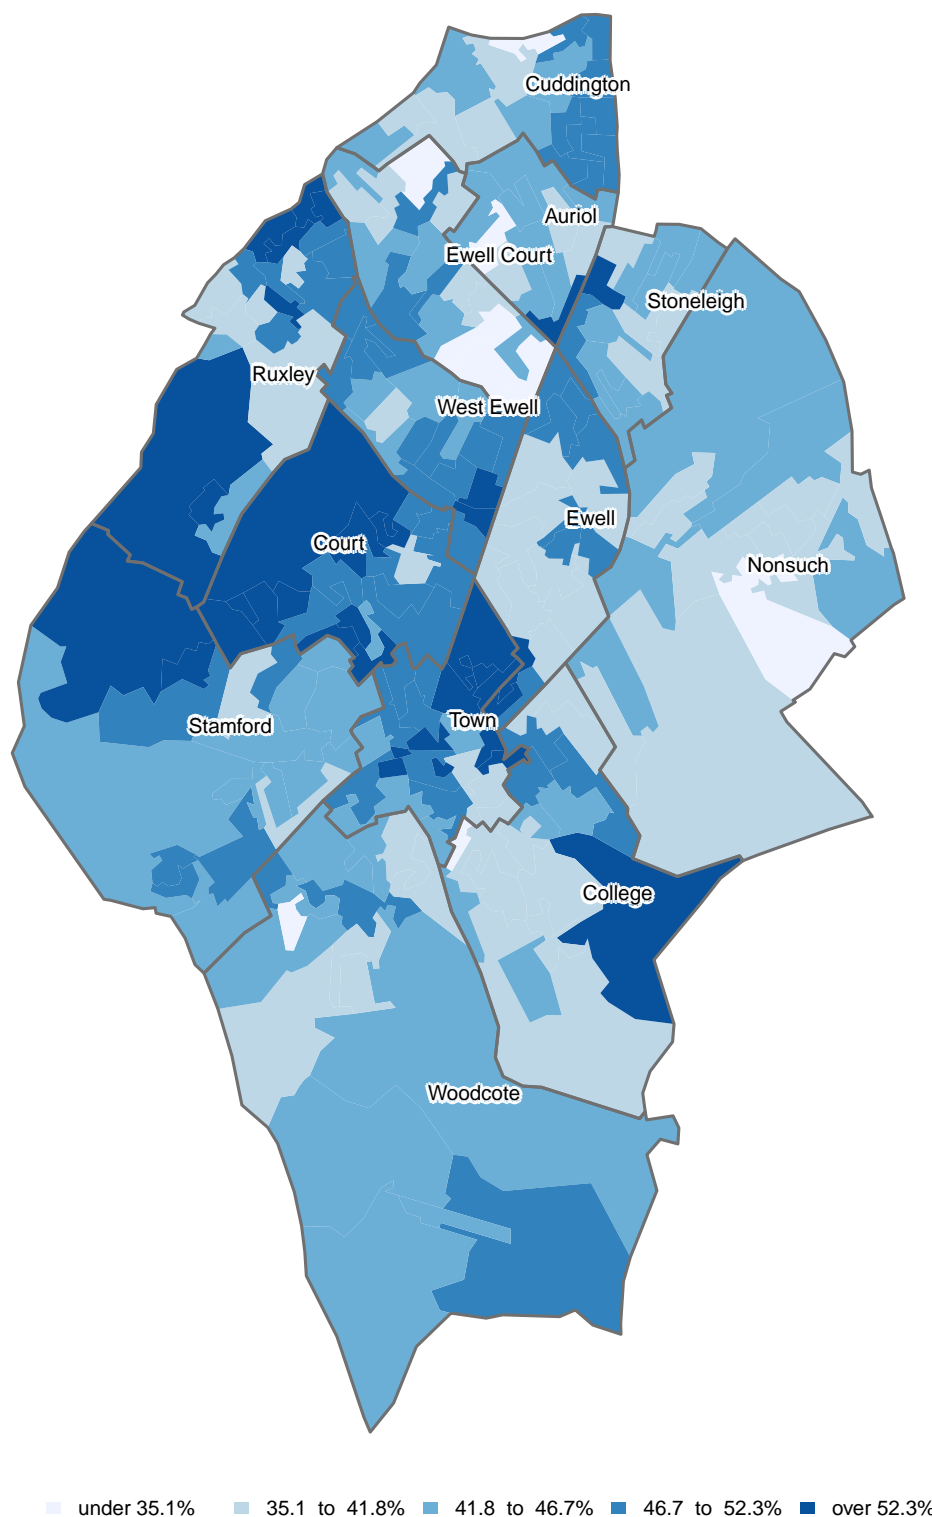 Cuddington
Auriol
Ewell Court
Stoneleigh
Ruxley
West Ewell
Ewell
Court
Nonsuch
Town
Stamford
College
Woodcote
under 35.1% 35.1 to 41.8% 41.8 to 46.7% 46.7 to 52.3% over 52.3%